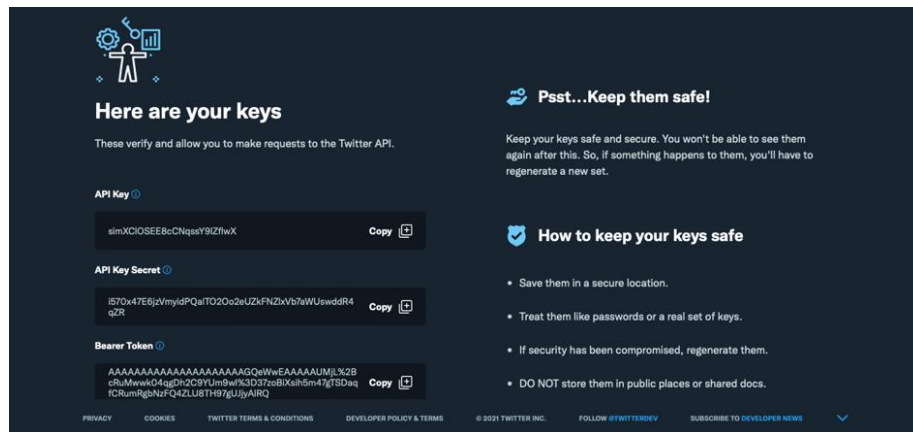 Here are your keys
These verify and allow you to make requests to the Twitter API.
API Key
Copy
API Key Secret
Copy
Bearer Token
Copy
Psst...Keep them safe!
Keep your keys safe and secure. You won't be able to see them
again after this. So, if something happens to them, you'll have to
regenerate a new set.
How to keep your keys safe
• Save them in a secure location.
• Treat them like passwords or a real set of keys.
• If security has been compromised, regenerate them.
• DO NOT store them in public places or shared docs.
PRIVACY COOKIES TWITTER TERMS & CONDITIONS DEVELOPER POLICY & TERMS © 2021 TWITTER INC. FOLLOW @TWITTERDEV SUBSCRIBE TO DEVELOPER NEWS